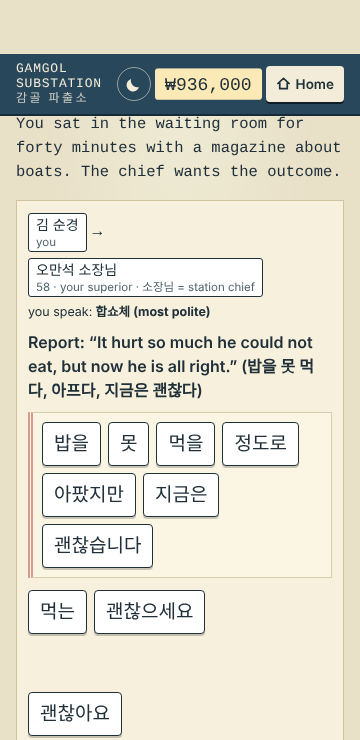 GAMGOL
SUBSTATION
감골 파출소
₩936,000
Home
You sat in the waiting room for
forty minutes with a magazine about
boats. The chief wants the outcome.
김 순경
you
→
오만석 소장님
58 · your superior · 소장님 = station chief
you speak: 합쇼체 (most polite)
Report: “It hurt so much he could not
eat, but now he is all right.” (밥을 못 먹
다, 아프다, 지금은 괜찮다)
밥을 못 먹을 정도로
아팠지만 지금은
괜찮습니다
먹는 괜찮으세요
괜찮아요